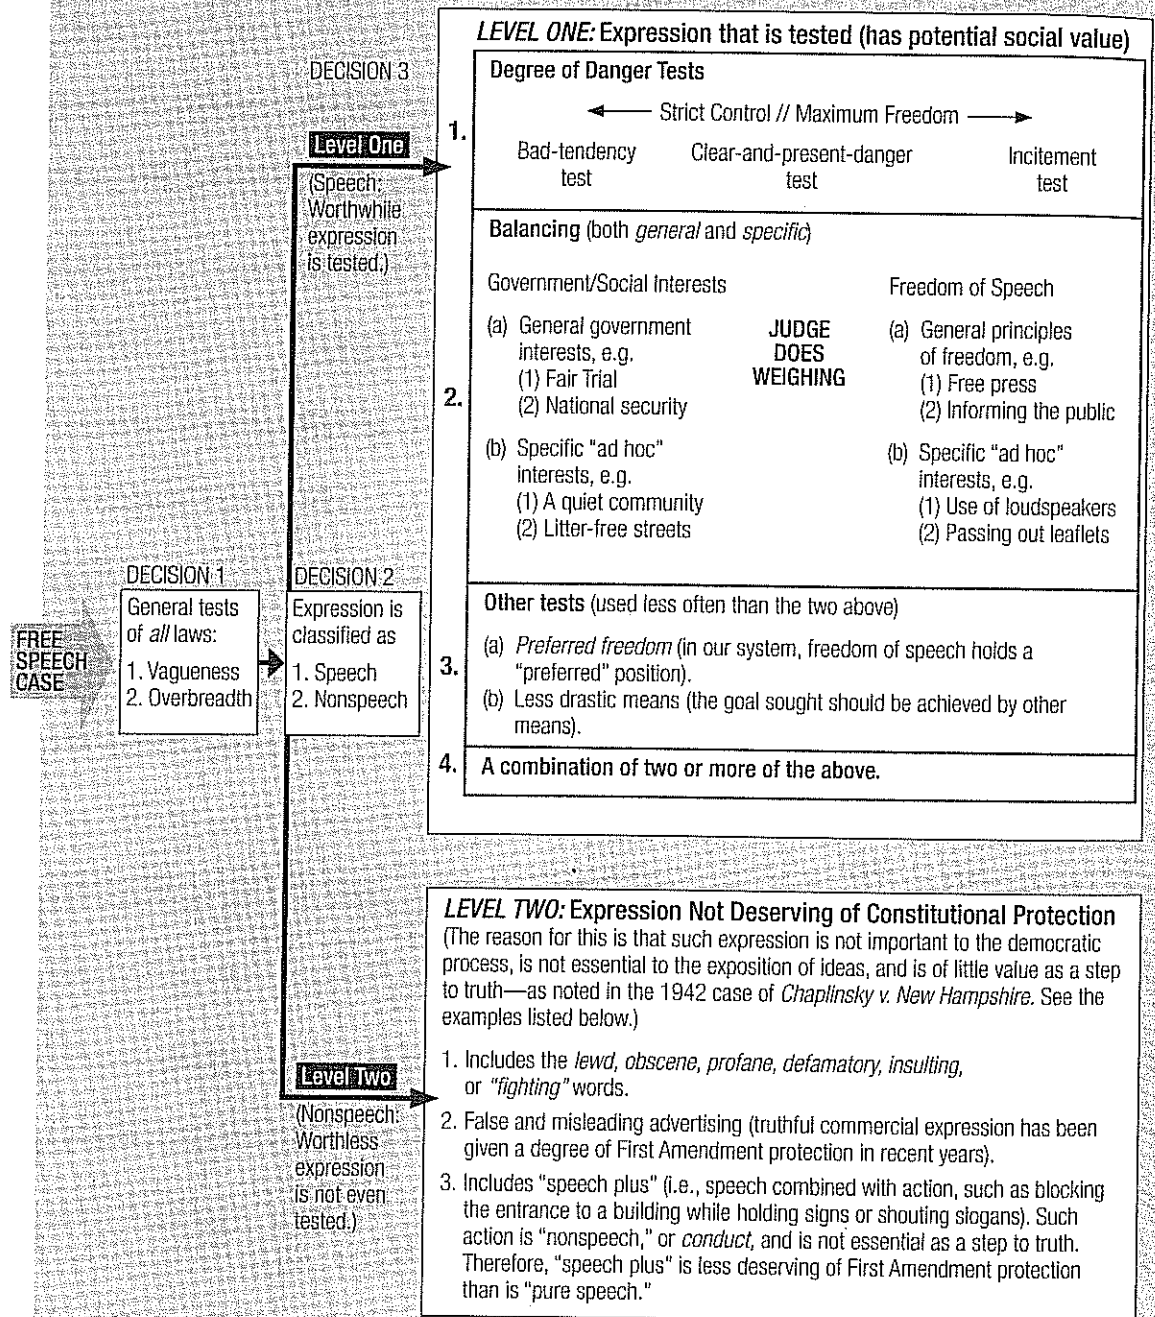 LEVEL ONE: Expression that is tested (has potential social value)
DECISION 3
Degree of Danger Tests
Strict Control // Maximum Freedom
1.
Level One
Bad-tendency
test
Clear-and-present-danger
test
Incitement
test
(Speech:
Worthwhile
expression
is tested.)
Balancing (both general and specific)
Government/Social Interests
(a) General government
interests, e.g.
(1) Fair Trial
(2) National security
(b) Specific "ad hoc"
interests, e.g.
(1) A quiet community
(2) Litter-free streets
JUDGE
DOES
WEIGHING
2.
Freedom of Speech
(a) General principles
of freedom, e.g.
(1) Free press
(2) Informing the public
(b) Specific "ad hoc"
interests, e.g.
(1) Use of loudspeakers
(2) Passing out leaflets
FREE
SPEECH
CASE
DECISION 1
General tests
of all laws:
1. Vagueness
2. Overbreadth
DECISION 2
Expression is
classified as
1. Speech
2. Nonspeech
3.
Other tests (used less often than the two above)
(a) Preferred freedom (in our system, freedom of speech holds a
"preferred" position).
(b) Less drastic means (the goal sought should be achieved by other
means).
4.
A combination of two or more of the above.
LEVEL TWO: Expression Not Deserving of Constitutional Protection
(The reason for this is that such expression is not important to the democratic
process, is not essential to the exposition of ideas, and is of little value as a step
to truth—as noted in the 1942 case of Chaplinsky v. New Hampshire. See the
examples listed below.)
1. Includes the lewd, obscene, profane, defamatory, insulting,
or "fighting" words.
2. False and misleading advertising (truthful commercial expression has been
given a degree of First Amendment protection in recent years).
3. Includes "speech plus" (i.e., speech combined with action, such as blocking
the entrance to a building while holding signs or shouting slogans). Such
action is "nonspeech," or conduct, and is not essential as a step to truth.
Therefore, "speech plus" is less deserving of First Amendment protection
than is "pure speech."
Level Two
(Nonspeech:
Worthless
expression
is not even
tested.)